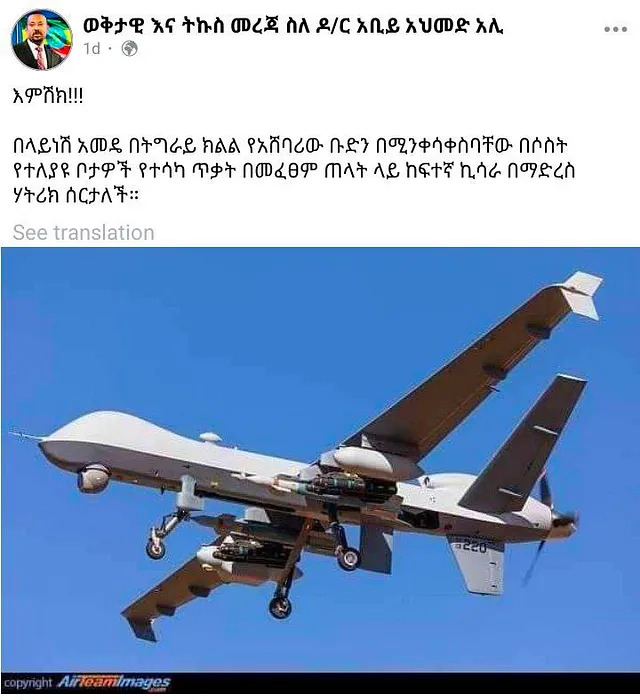 ወቅታዊ እና ትኩስ መረጃ ስለ ዶ/ር አቢይ አህመድ አሊ
1d ·
እምሽክ!!!
በላይነሽ አመዴ በትግራይ ክልል የአሸባሪው ቡድን በሚንቀሳቀስባቸው በሶስት
የተለያዩ ቦታዎች የተሳካ ጥቃት በመፈፀም ጠላት ላይ ከፍተኛ ኪሳራ በማድረስ
ሃትሪክ ሰርታለች።
See translation
220
copyright AirTeamImages.com